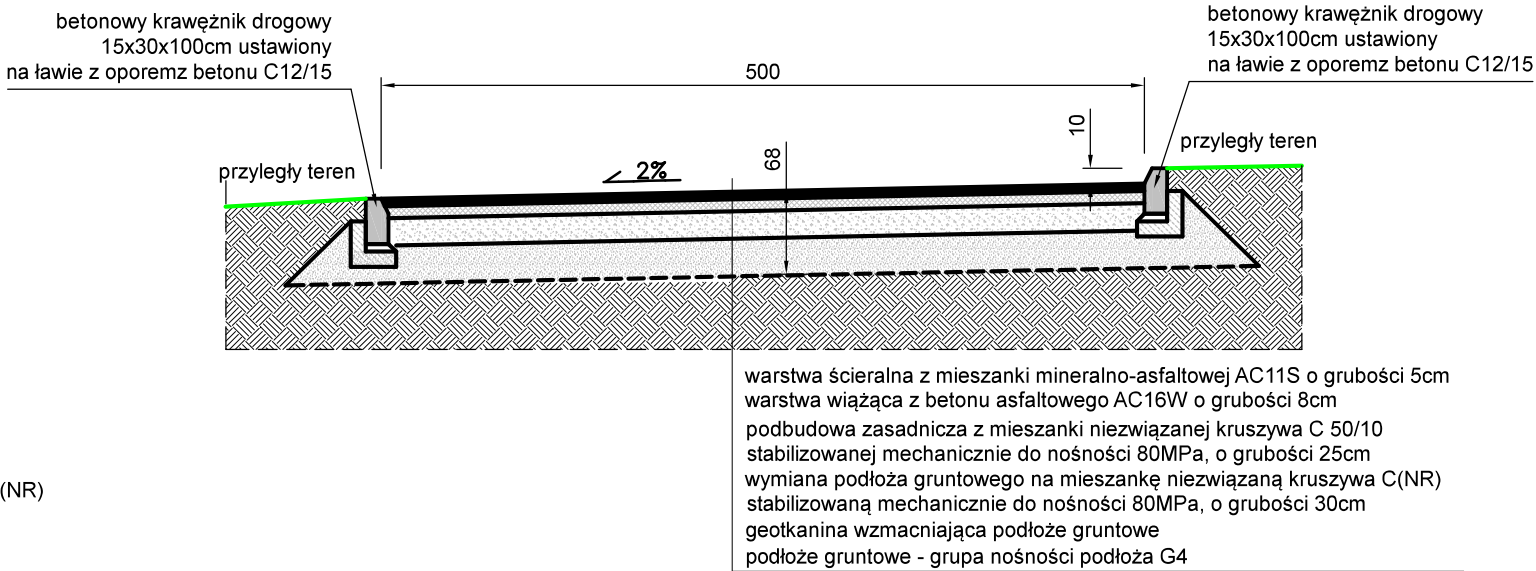 betonowy krawężnik drogowy
15x30x100cm ustawiony
na ławie z oporemz betonu C12/15
betonowy krawężnik drogowy
15x30x100cm ustawiony
na ławie z oporemz betonu C12/15
500
10
68
przyległy teren
przyległy teren
2%
warstwa ścieralna z mieszanki mineralno-asfaltowej AC11S o grubości 5cm
warstwa wiążąca z betonu asfaltowego AC16W o grubości 8cm
podbudowa zasadnicza z mieszanki niezwiązanej kruszywa C 50/10
stabilizowanej mechanicznie do nośności 80MPa, o grubości 25cm
wymiana podłoża gruntowego na mieszankę niezwiązaną kruszywa C(NR)
stabilizowaną mechanicznie do nośności 80MPa, o grubości 30cm
geotkanina wzmacniająca podłoże gruntowe
podłoże gruntowe - grupa nośności podłoża G4
(NR)